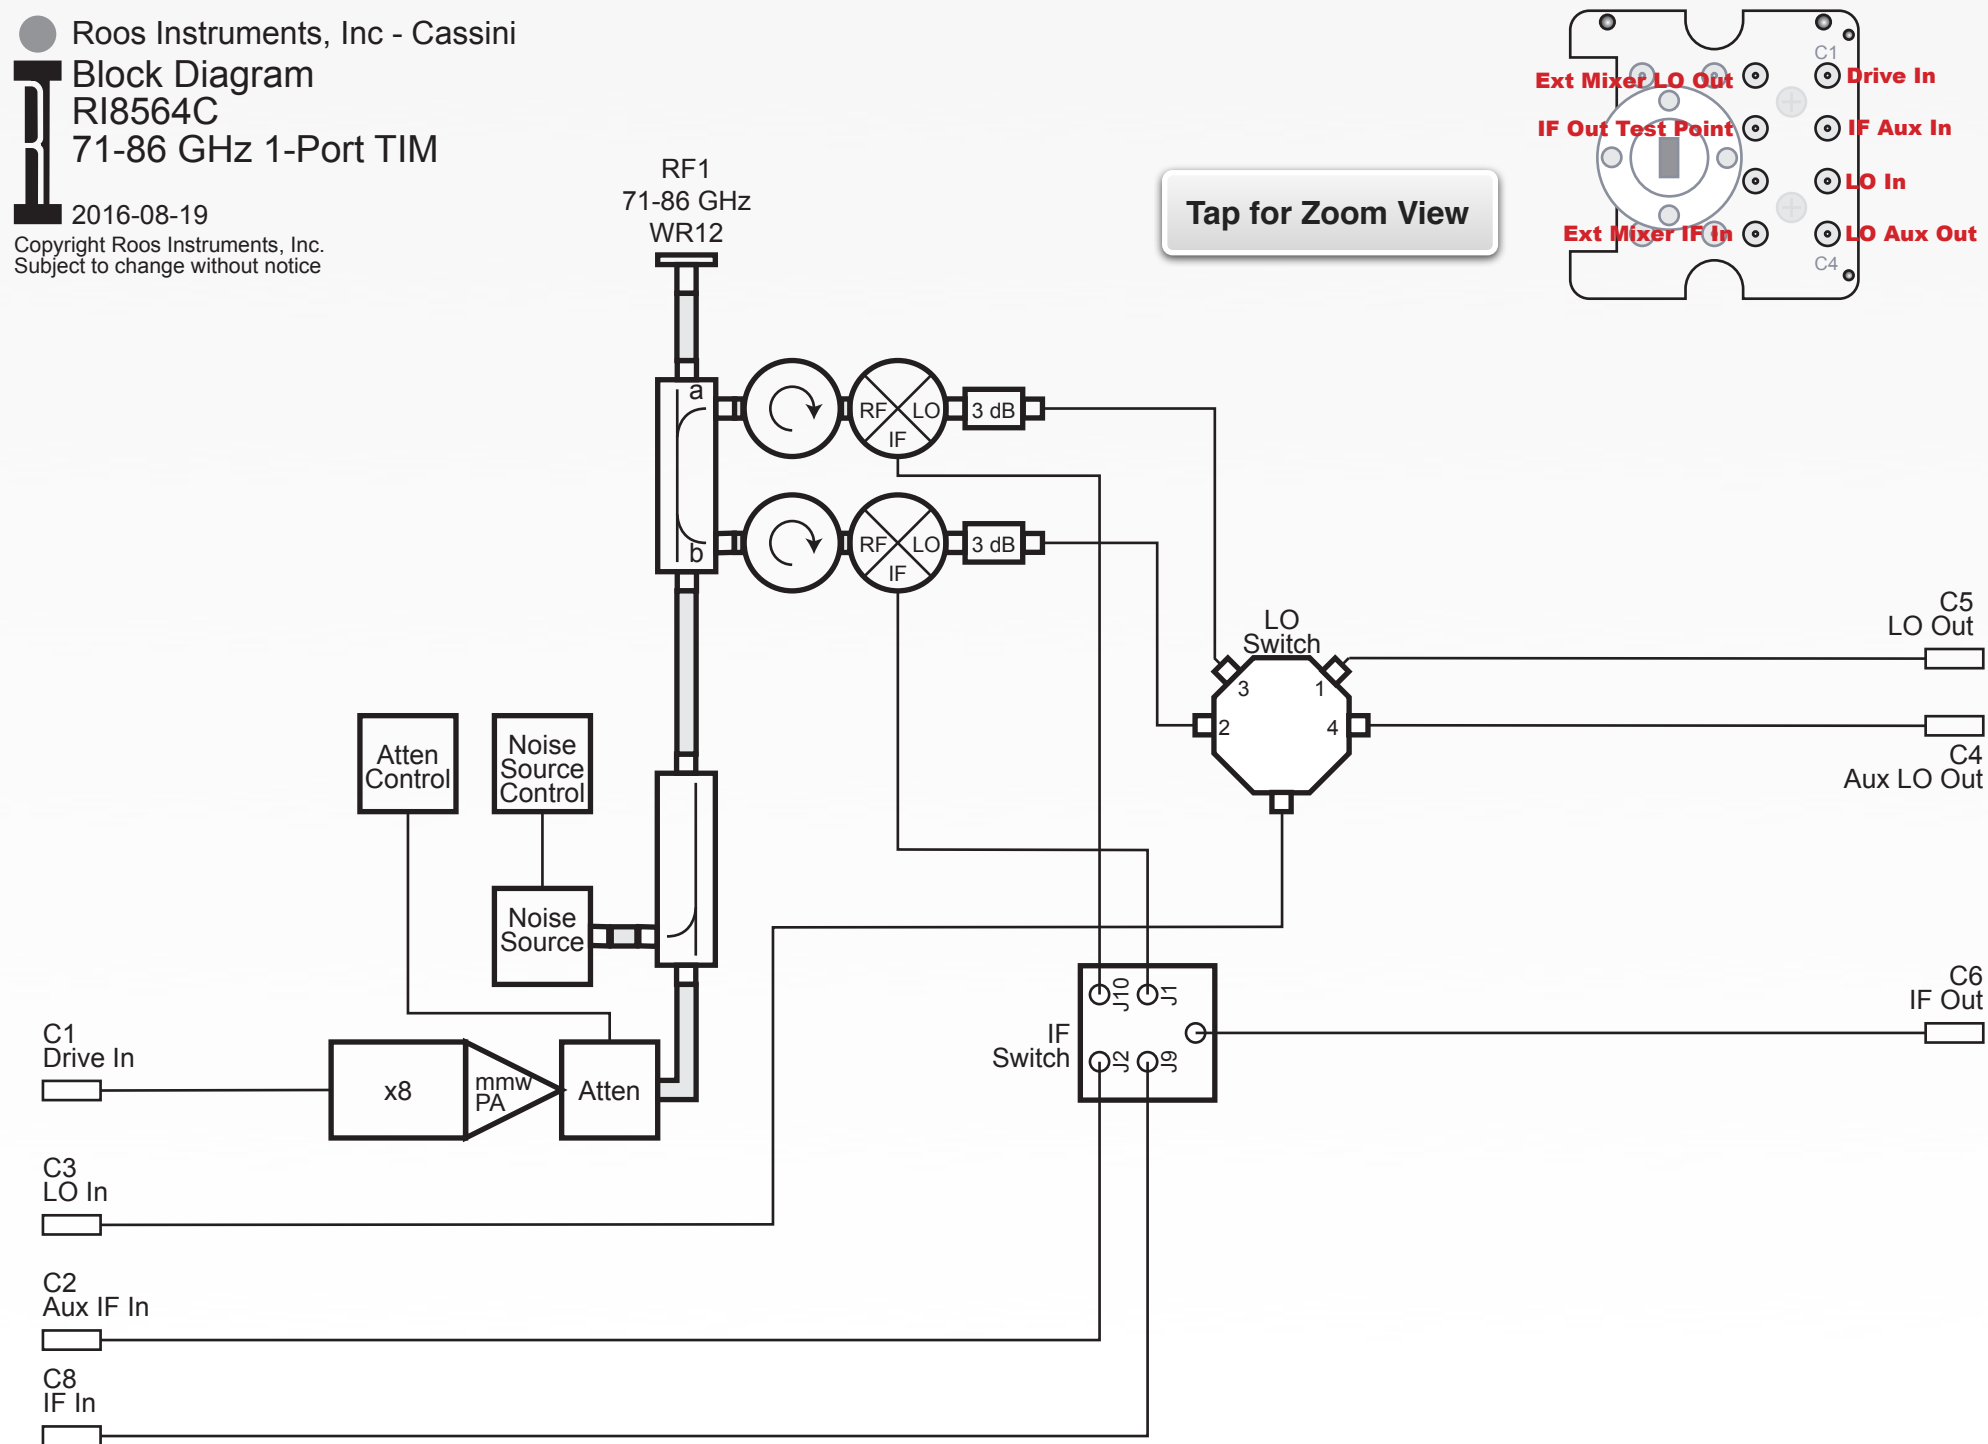 Roos Instruments, Inc - Cassini
Block Diagram
RI8564C
71-86 GHz 1-Port TIM
2016-08-19
Copyright Roos Instruments, Inc.
Subject to change without notice
Tap for Zoom View
C1
Ext Mixer LO Out
Drive In
IF Out Test Point
IF Aux In
LO In
Ext Mixer IF In
LO Aux Out
C4
RF1
71-86 GHz
WR12
a
RF
LO
IF
3 dB
b
RF
LO
IF
3 dB
LO
Switch
3
1
2
4
C5
LO Out
C4
Aux LO Out
Atten
Control
Noise
Source
Control
Noise
Source
C6
IF Out
IF
Switch
J10
J1
J2
J9
C1
Drive In
x8
mmw
PA
Atten
C3
LO In
C2
Aux IF In
C8
IF In